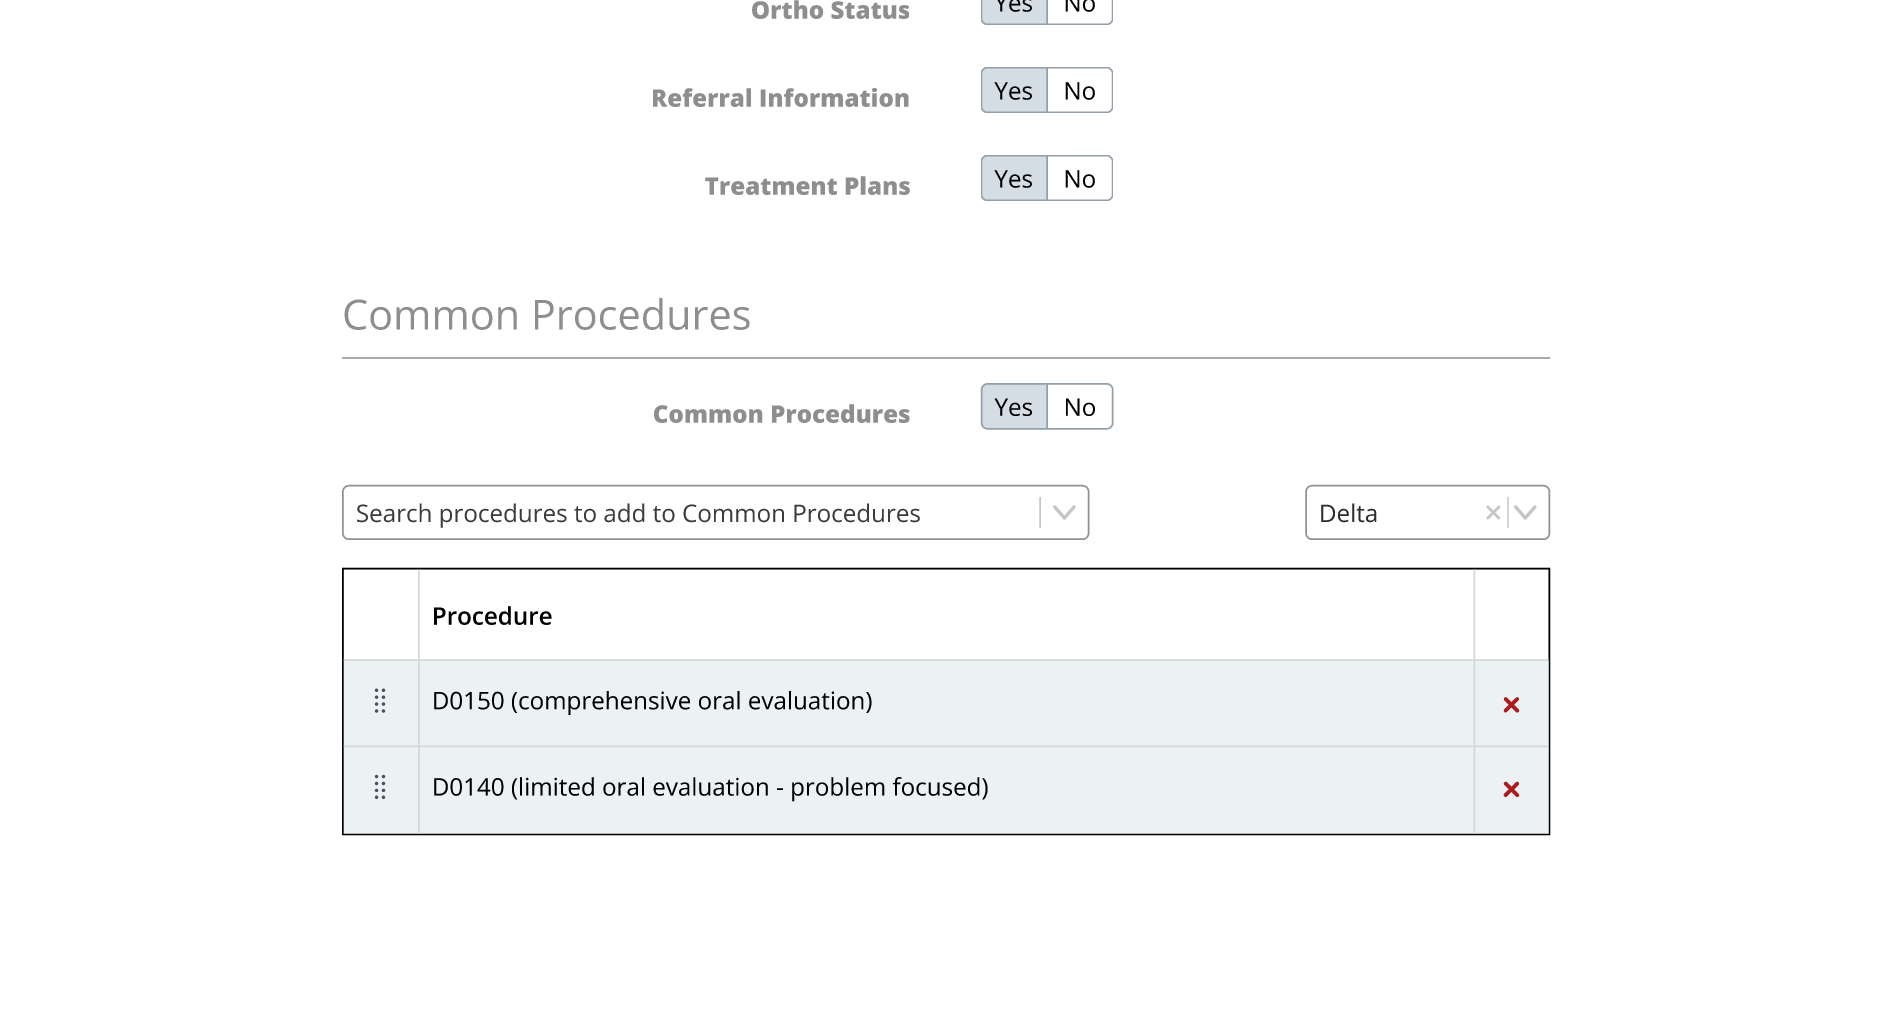 Ortho Status
Yes No
Referral Information
Yes No
Treatment Plans
Yes No
Common Procedures
Common Procedures
Yes No
Search procedures to add to Common Procedures
Delta
Procedure
D0150 (comprehensive oral evaluation)
D0140 (limited oral evaluation - problem focused)